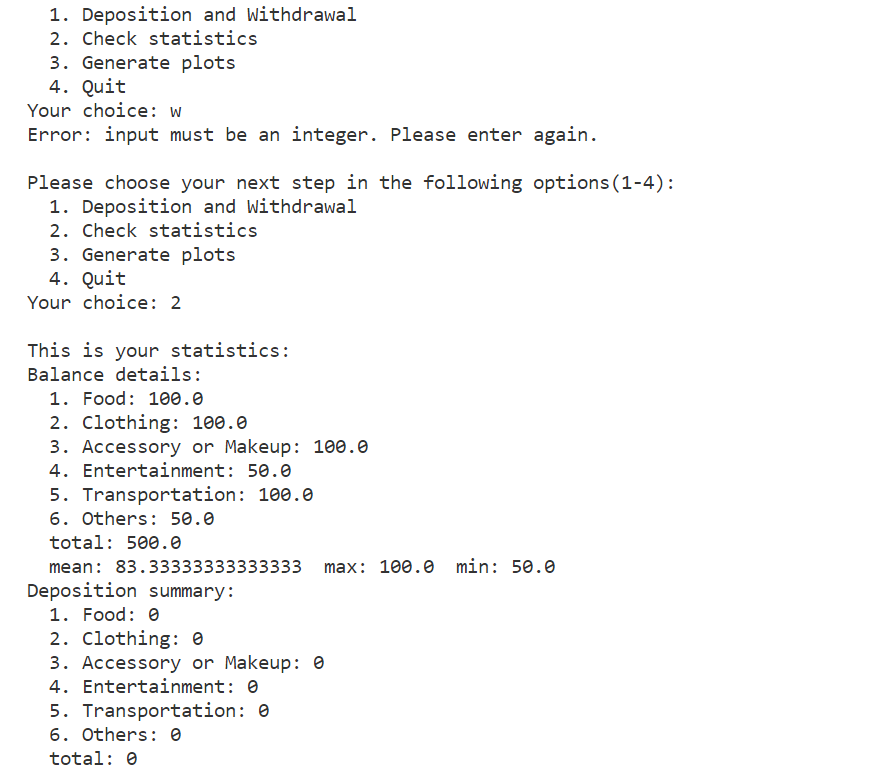 1. Deposition and Withdrawal
2. Check statistics
3. Generate plots
4. Quit
Your choice: w
Error: input must be an integer. Please enter again.
Please choose your next step in the following options(1-4):
1. Deposition and Withdrawal
2. Check statistics
3. Generate plots
4. Quit
Your choice: 2
This is your statistics:
Balance details:
1. Food: 100.0
2. Clothing: 100.0
3. Accessory or Makeup: 100.0
4. Entertainment: 50.0
5. Transportation: 100.0
6. Others: 50.0
total: 500.0
mean: 83.33333333333333  max: 100.0  min: 50.0
Deposition summary:
1. Food: 0
2. Clothing: 0
3. Accessory or Makeup: 0
4. Entertainment: 0
5. Transportation: 0
6. Others: 0
total: 0